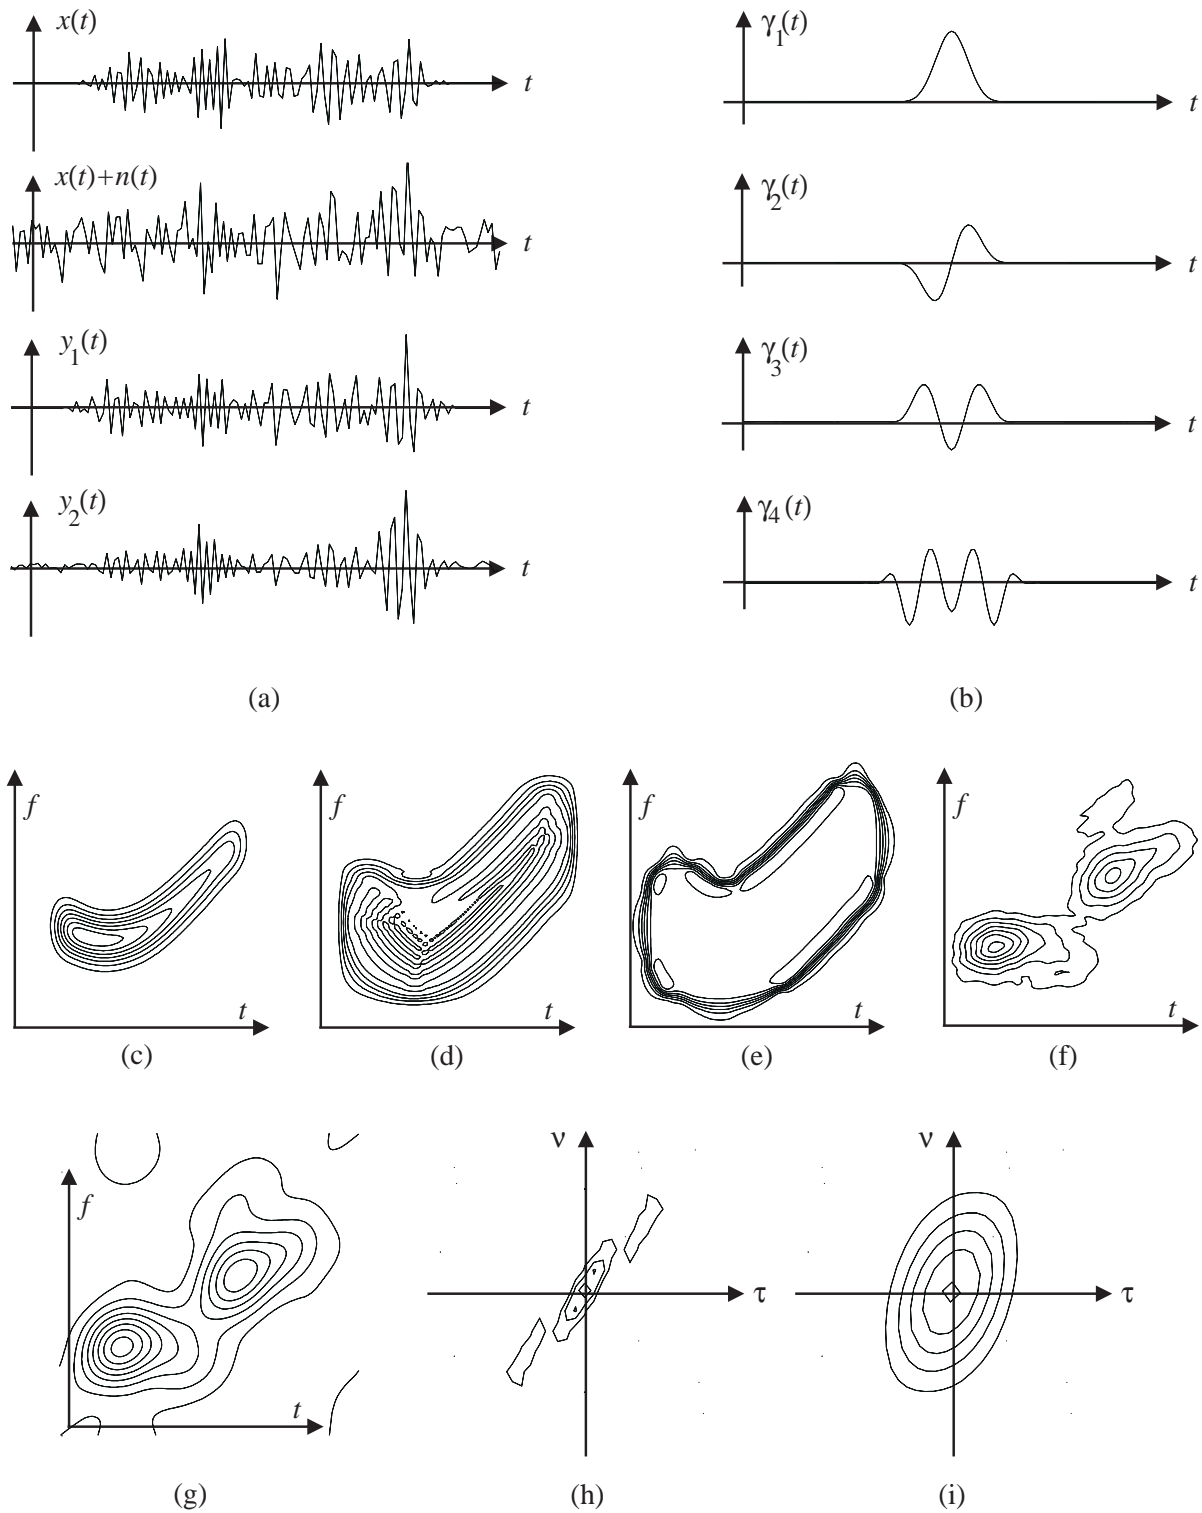 x(t)
t
x(t)+n(t)
t
y1(t)
t
y2(t)
t
(a)
γ1(t)
t
γ2(t)
t
γ3(t)
t
γ4(t)
t
(b)
f
t
(c)
f
t
(d)
f
t
(e)
f
t
(f)
f
t
(g)
ν
τ
(h)
ν
τ
(i)